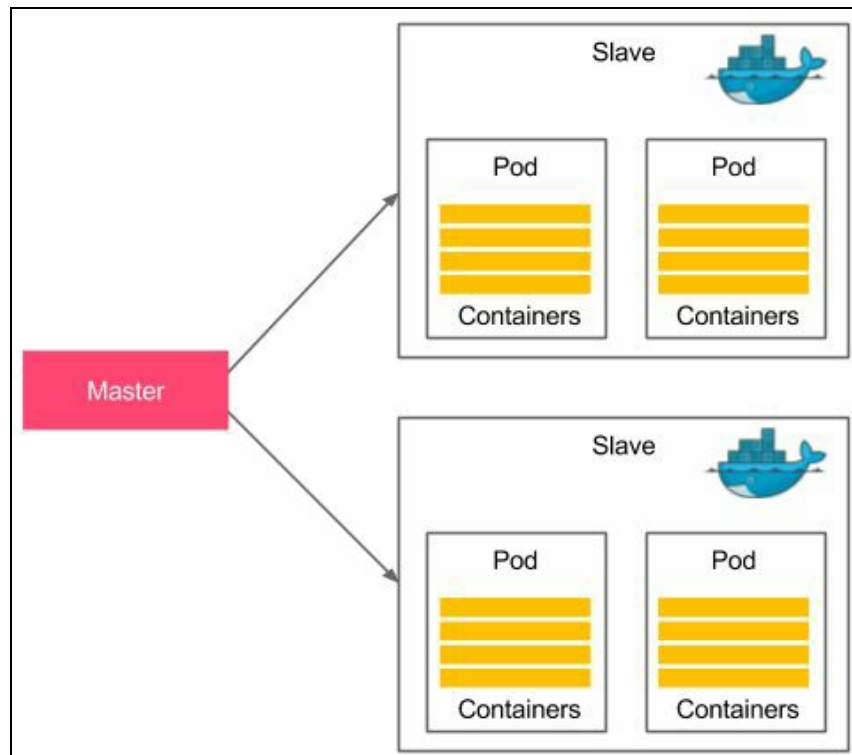 Slave
Pod
Pod
Containers
Containers
Master
Slave
Pod
Pod
Containers
Containers